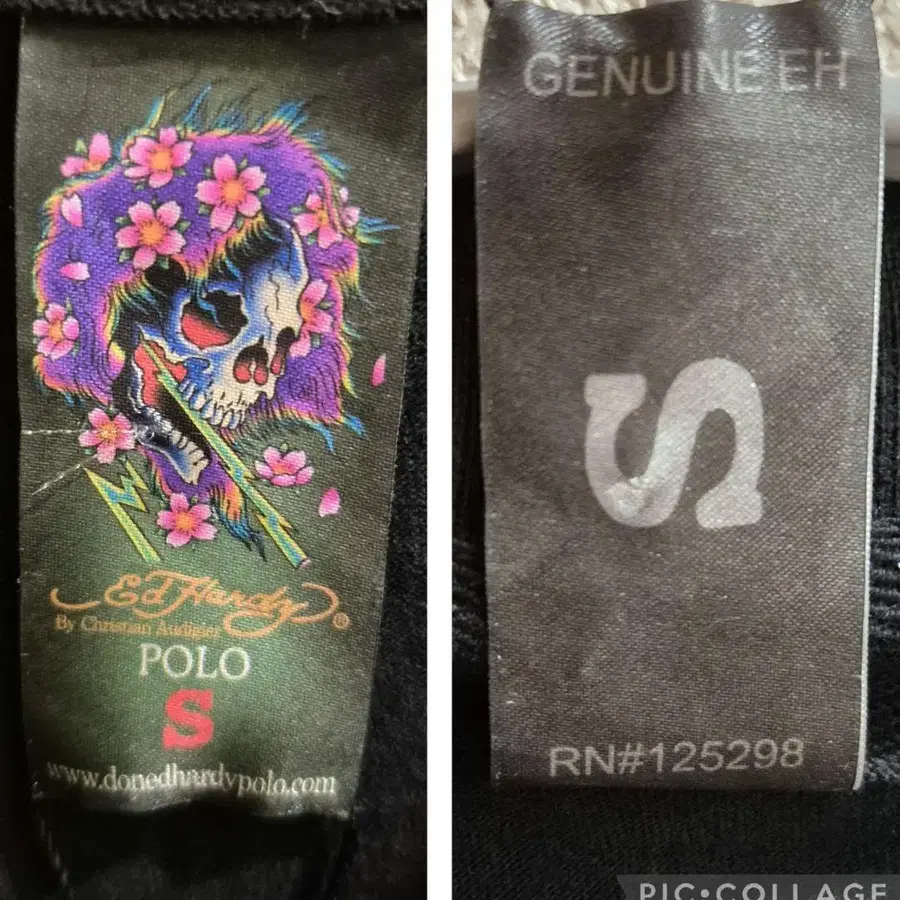 Ed Hardy®
By Christian Audigier
POLO
S
www.donedhardypolo.com
GENUINE EH
S
RN#125298
PIC•COLLAGE